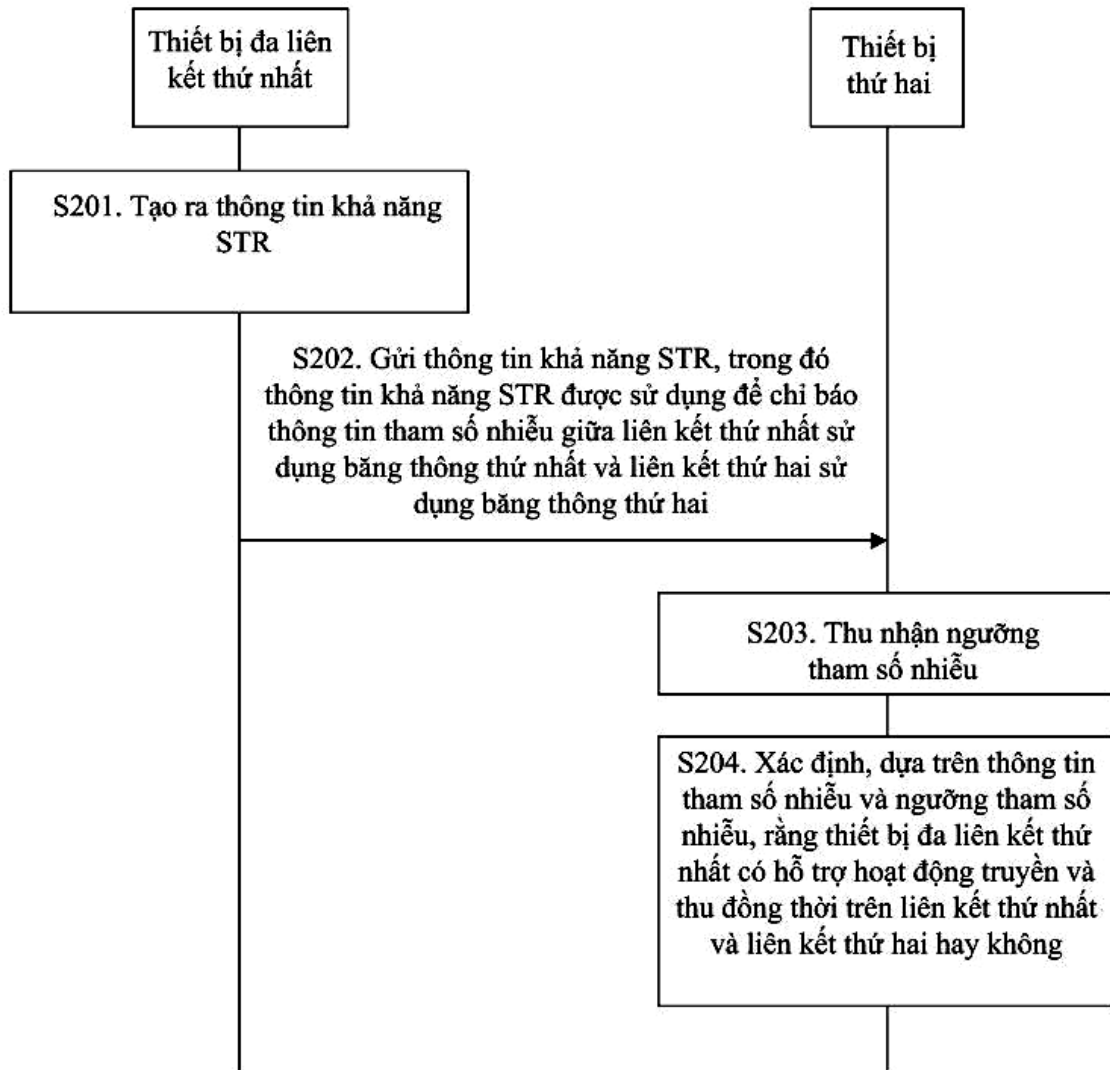 Thiết bị đa liên
kết thứ nhất
Thiết bị
thứ hai
S201. Tạo ra thông tin khả năng
STR
S202. Gửi thông tin khả năng STR, trong đó
thông tin khả năng STR được sử dụng để chỉ báo
thông tin tham số nhiễu giữa liên kết thứ nhất sử
dụng băng thông thứ nhất và liên kết thứ hai sử
dụng băng thông thứ hai
S203. Thu nhận ngưỡng
tham số nhiễu
S204. Xác định, dựa trên thông tin
tham số nhiễu và ngưỡng tham số
nhiễu, rằng thiết bị đa liên kết thứ
nhất có hỗ trợ hoạt động truyền và
thu đồng thời trên liên kết thứ nhất
và liên kết thứ hai hay không